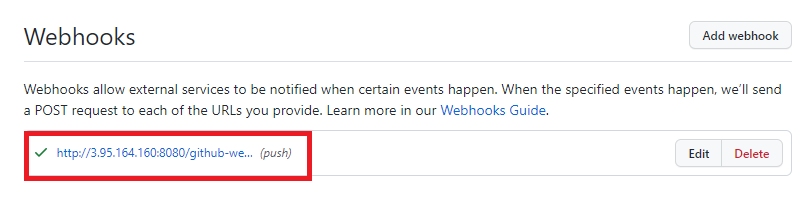 Webhooks
Add webhook
Webhooks allow external services to be notified when certain events happen. When the specified events happen, we'll send
a POST request to each of the URLs you provide. Learn more in our Webhooks Guide.
http://3.95.164.160:8080/github-we... (push)
Edit
Delete